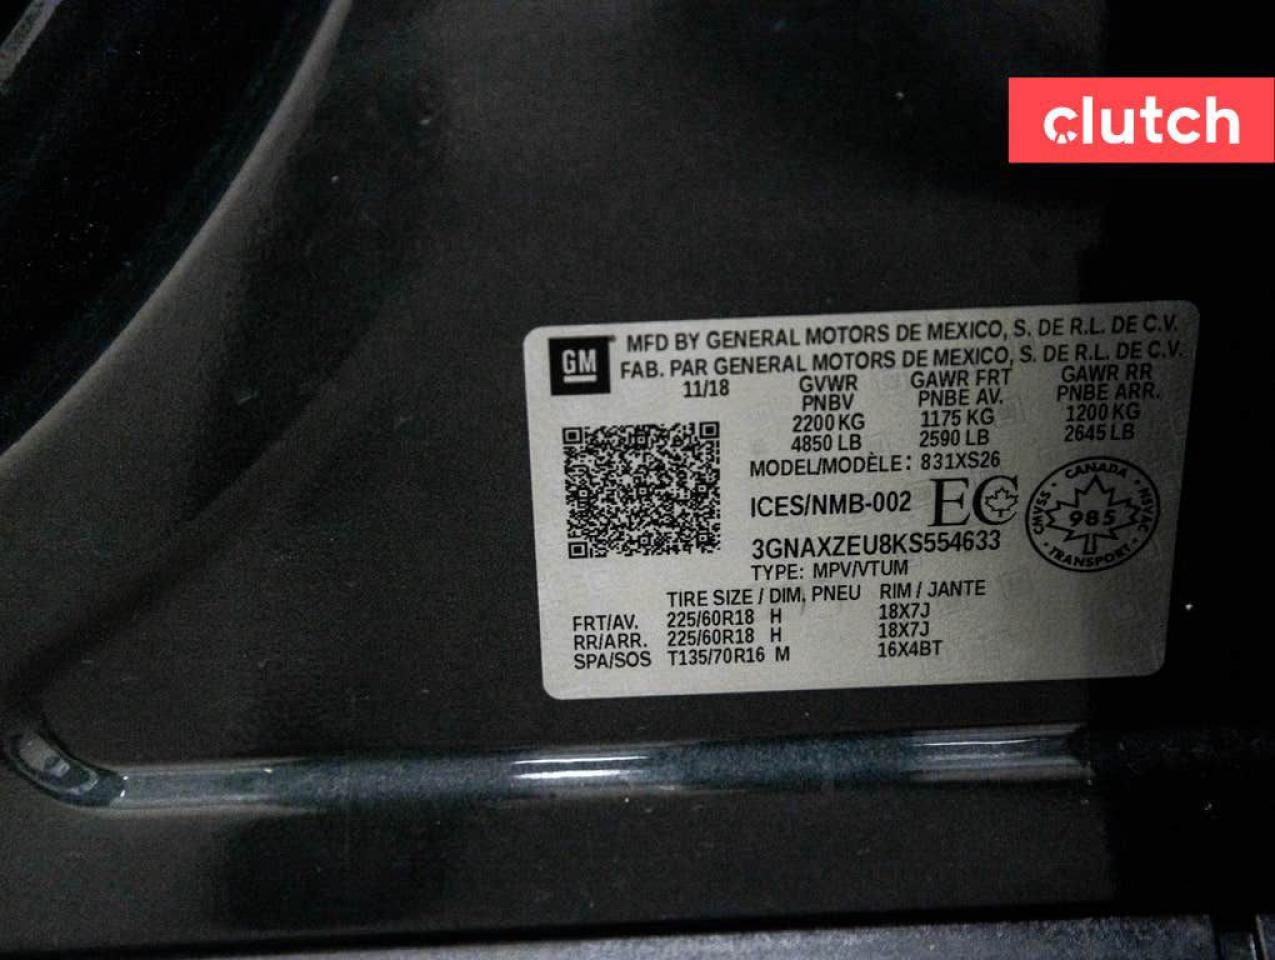 clutch
GM
MFD BY GENERAL MOTORS DE MEXICO, S. DE R.L. DE C.V.
FAB. PAR GENERAL MOTORS DE MEXICO, S. DE R.L. DE C.V.
11/18 GVWR GAWR FRT GAWR RR
PNBV PNBE AV. PNBE ARR.
2200 KG 1175 KG 1200 KG
4850 LB 2590 LB 2645 LB
MODEL/MODÈLE: 831XS26
ICES/NMB-002 EC
CANADA
CMVSS 985 NSVAC
TRANSPORT
3GNAXZEU8KS554633
TYPE: MPV/VTUM
TIRE SIZE / DIM. PNEU RIM / JANTE
FRT/AV. 225/60R18 H 18X7J
RR/ARR. 225/60R18 H 18X7J
SPA/SOS T135/70R16 M 16X4BT